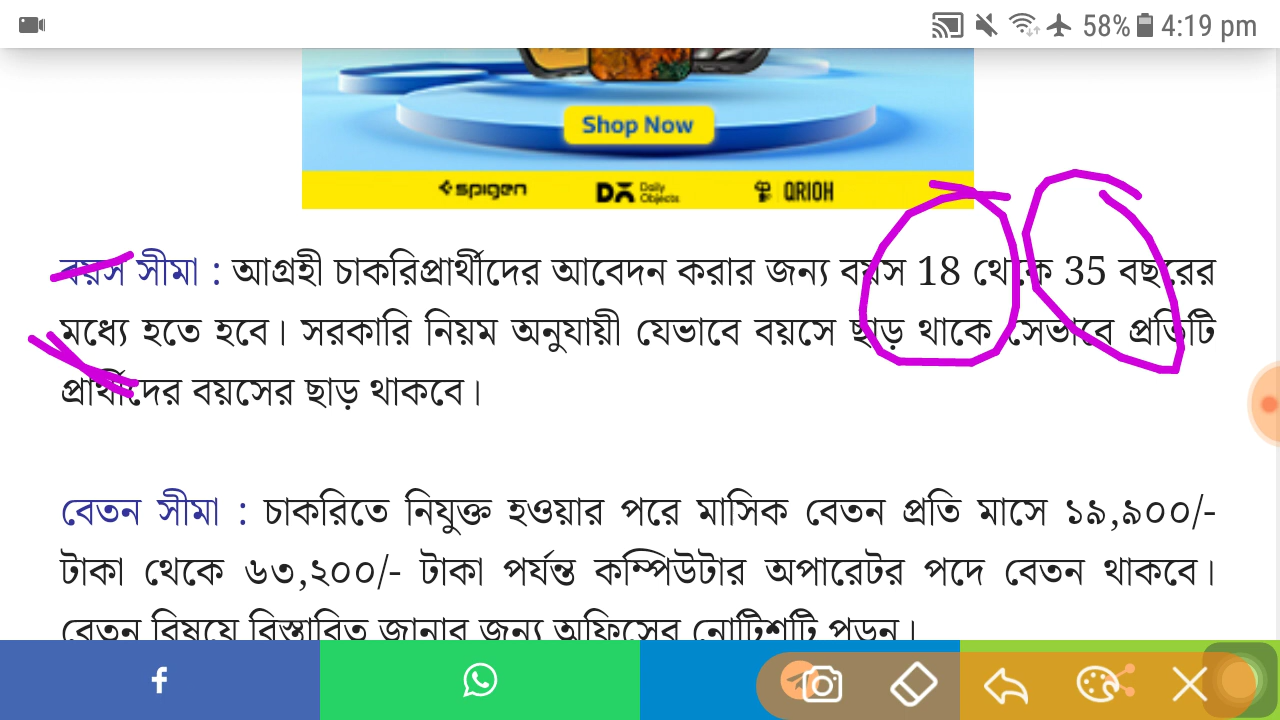 58% 4:19 pm
Shop Now
spigen Daily Objects QRIOH
বয়স সীমা : আগ্রহী চাকরিপ্রার্থীদের আবেদন করার জন্য বয়স 18 থেকে 35 বছরের
মধ্যে হতে হবে। সরকারি নিয়ম অনুযায়ী যেভাবে বয়সে ছাড় থাকে সেভাবে প্রতিটি
প্রার্থীদের বয়সের ছাড় থাকবে।
বেতন সীমা : চাকরিতে নিযুক্ত হওয়ার পরে মাসিক বেতন প্রতি মাসে ১৯,৯০০/-
টাকা থেকে ৬৩,২০০/- টাকা পর্যন্ত কম্পিউটার অপারেটর পদে বেতন থাকবে।
বেতন বিষয়ে বিস্তারিত জানার জন্য অফিসের নোটিশটি পড়ুন।